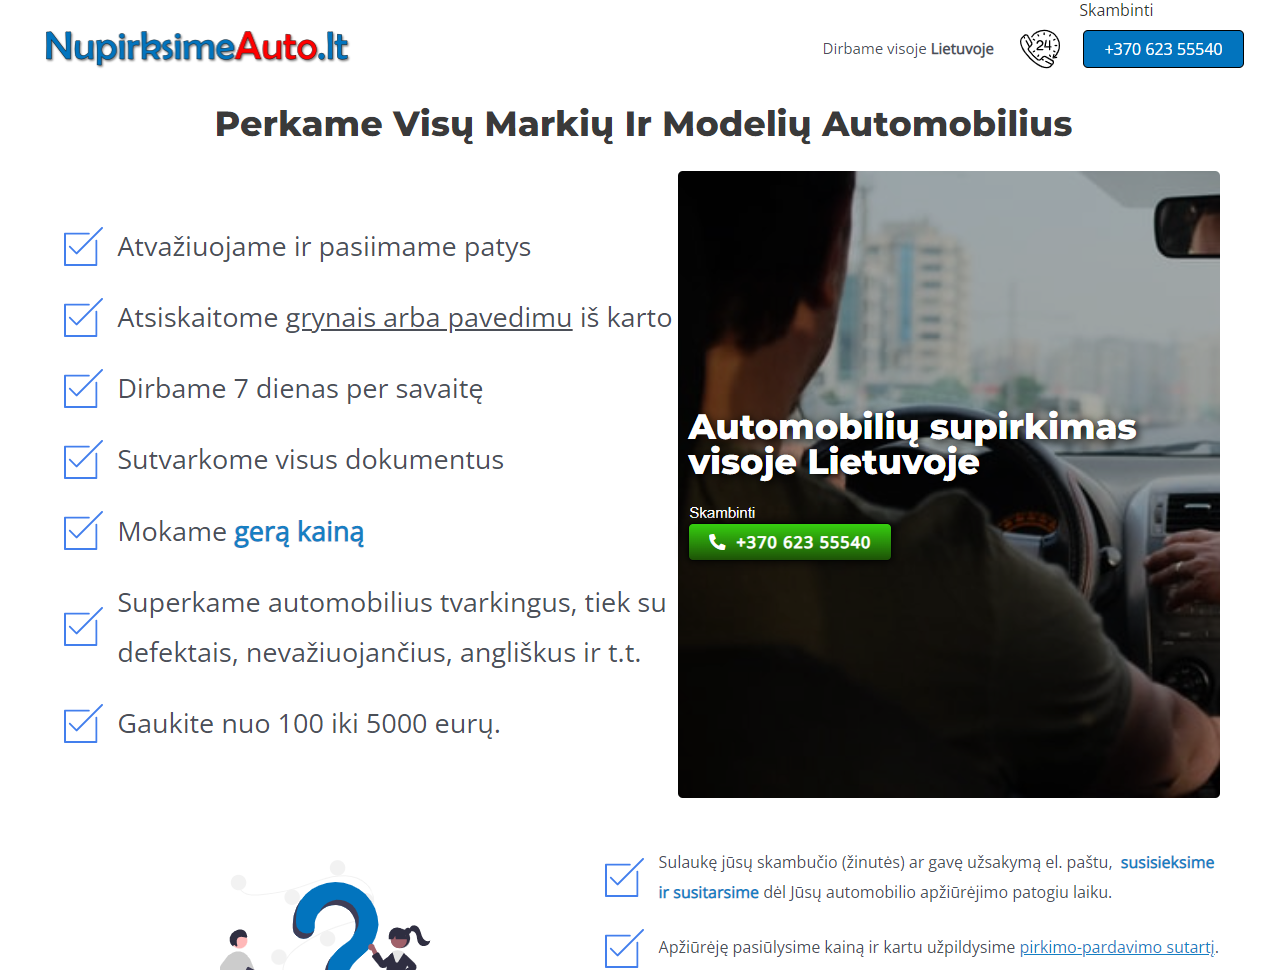 Skambinti
NupirksimeAuto.lt
Dirbame visoje Lietuvoje
24
+370 623 55540
Perkame Visų Markių Ir Modelių Automobilius
Atvažiuojame ir pasiimame patys
Atsiskaitome grynais arba pavedimu iš karto
Dirbame 7 dienas per savaitę
Sutvarkome visus dokumentus
Mokame gerą kainą
Superkame automobilius tvarkingus, tiek su
defektais, nevažiuojančius, angliškus ir t.t.
Gaukite nuo 100 iki 5000 eurų.
Automobilių supirkimas
visoje Lietuvoje
Skambinti
+370 623 55540
Sulaukę jūsų skambučio (žinutės) ar gavę užsakymą el. paštu, susisieksime
ir susitarsime dėl Jūsų automobilio apžiūrėjimo patogiu laiku.
Apžiūrėję pasiūlysime kainą ir kartu užpildysime pirkimo-pardavimo sutartį.